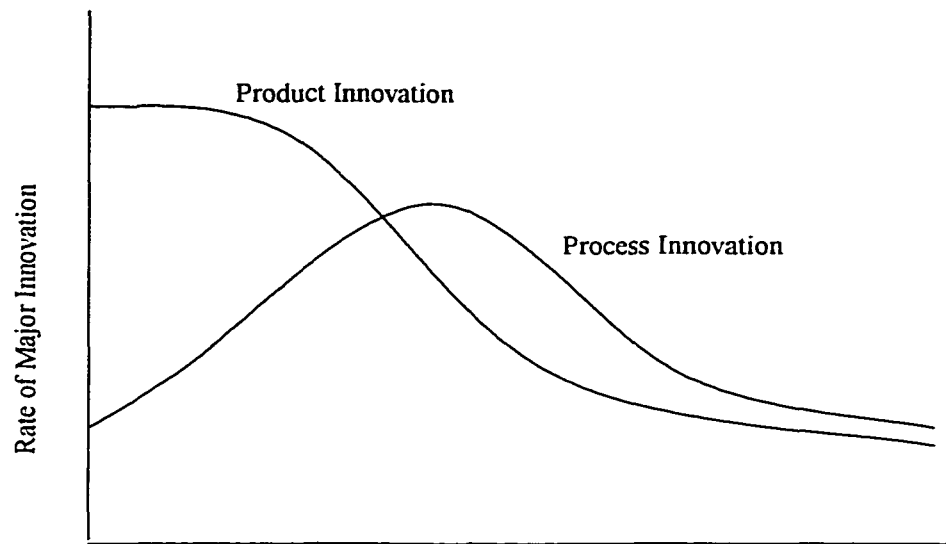 Product Innovation
Process Innovation
Rate of Major Innovation